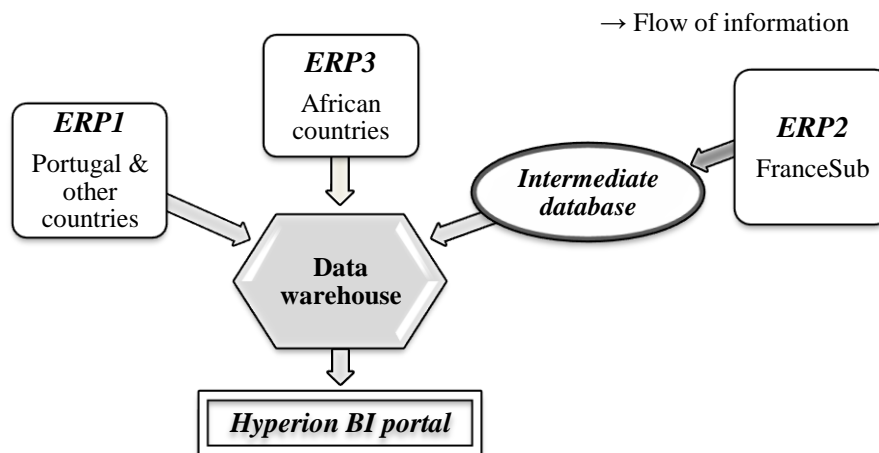 → Flow of information
ERP3
African
countries
ERP1
Portugal &
other
countries
ERP2
FranceSub
Intermediate
database
Data
warehouse
Hyperion BI portal